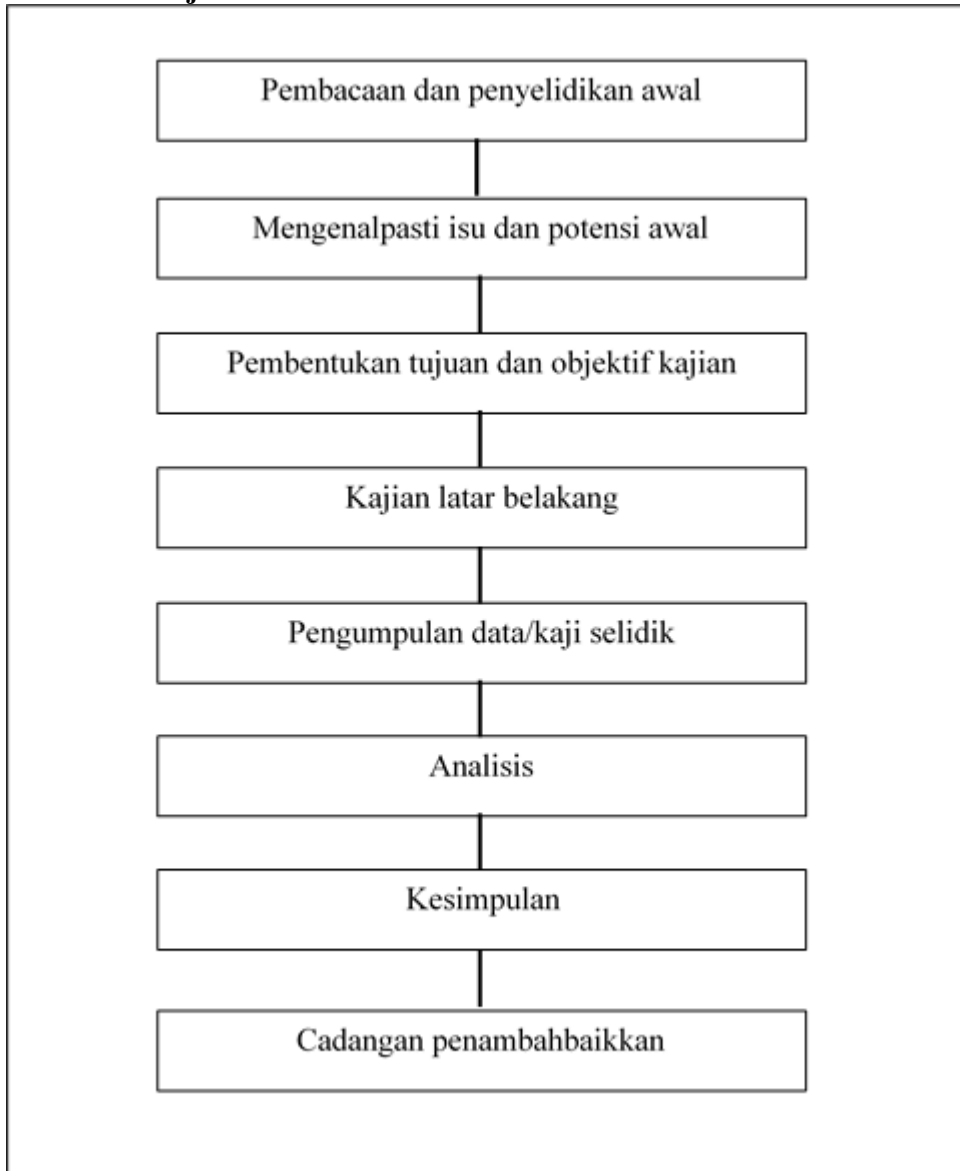 Pembacaan dan penyelidikan awal
Mengenalpasti isu dan potensi awal
Pembentukan tujuan dan objektif kajian
Kajian latar belakang
Pengumpulan data/kaji selidik
Analisis
Kesimpulan
Cadangan penambahbaikkan